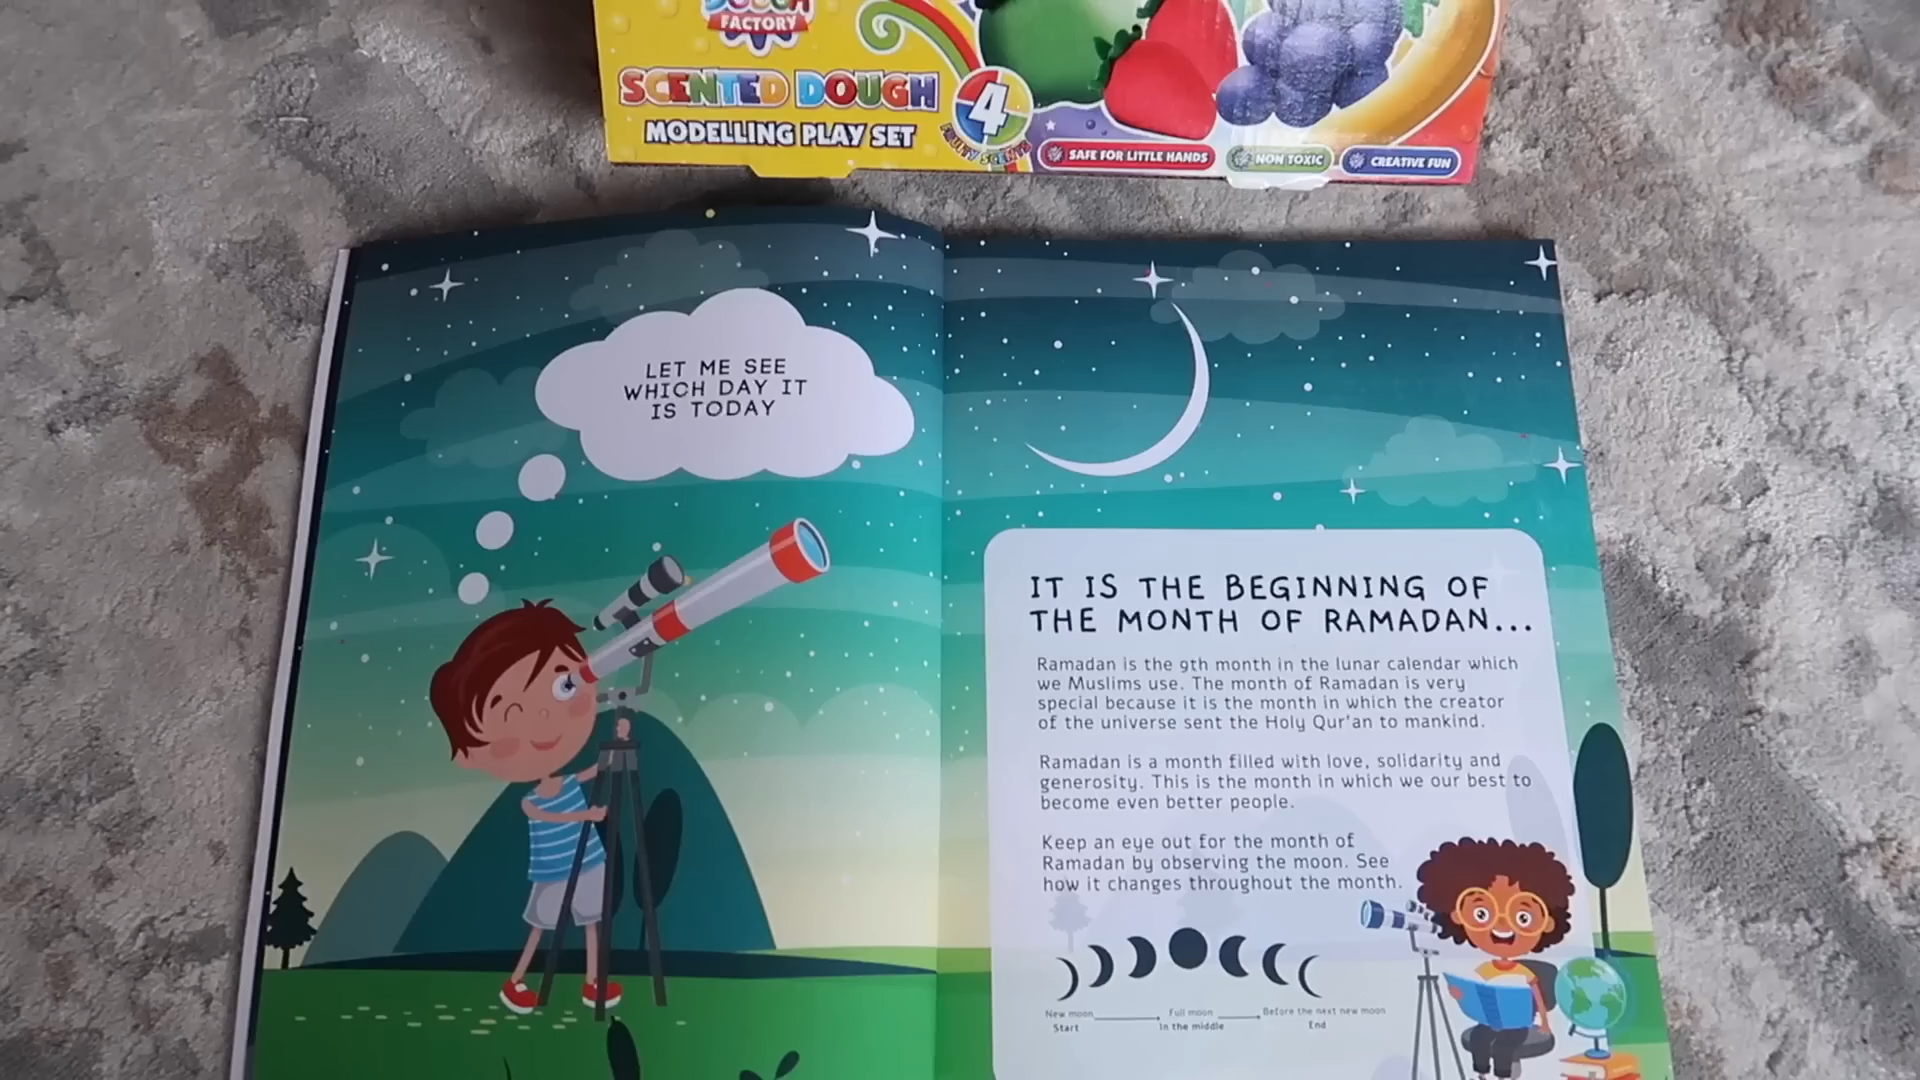 FACTORY
SCENTED DOUGH
MODELLING PLAY SET
4
FRUITY SCENTS
SAFE FOR LITTLE HANDS
NON TOXIC
CREATIVE FUN
LET ME SEE
WHICH DAY IT
IS TODAY
IT IS THE BEGINNING OF
THE MONTH OF RAMADAN...
Ramadan is the 9th month in the lunar calendar which
we Muslims use. The month of Ramadan is very
special because it is the month in which the creator
of the universe sent the Holy Qur'an to mankind.
Ramadan is a month filled with love, solidarity and
generosity. This is the month in which we our best to
become even better people.
Keep an eye out for the month of
Ramadan by observing the moon. See
how it changes throughout the month.
New moon Full moon Before the next new moon
Start In the middle End